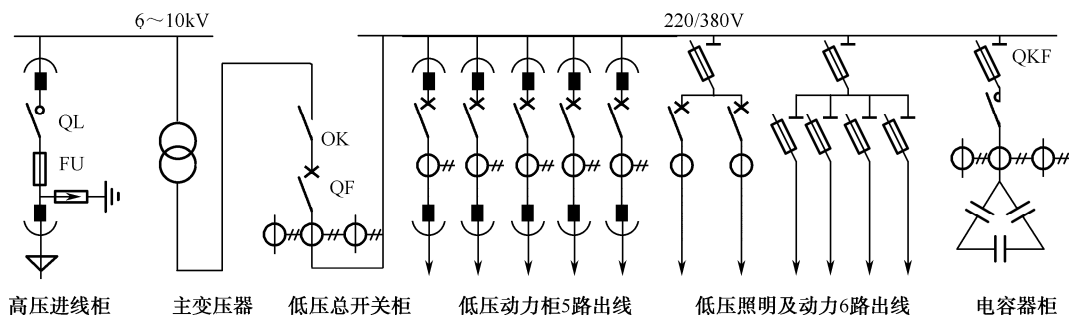 6～10kV
220/380V
QKF
QL
OK
FU
QF
高压进线柜
主变压器
低压总开关柜
低压动力柜5路出线
低压照明及动力6路出线
电容器柜